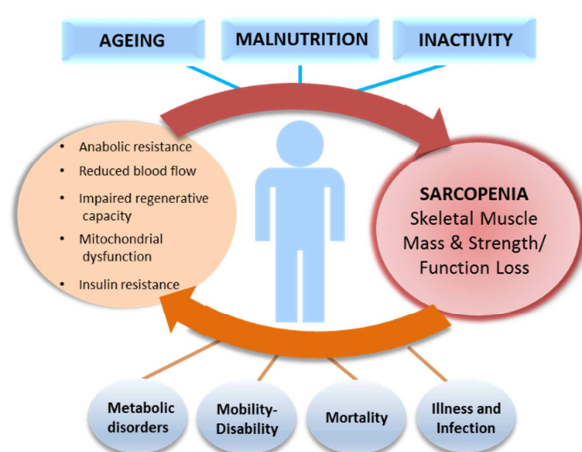 AGEING
MALNUTRITION
INACTIVITY
• Anabolic resistance
• Reduced blood flow
• Impaired regenerative
capacity
• Mitochondrial
dysfunction
• Insulin resistance
SARCOPENIA
Skeletal Muscle
Mass & Strength/
Function Loss
Metabolic
disorders
Mobility-
Disability
Mortality
Illness and
Infection